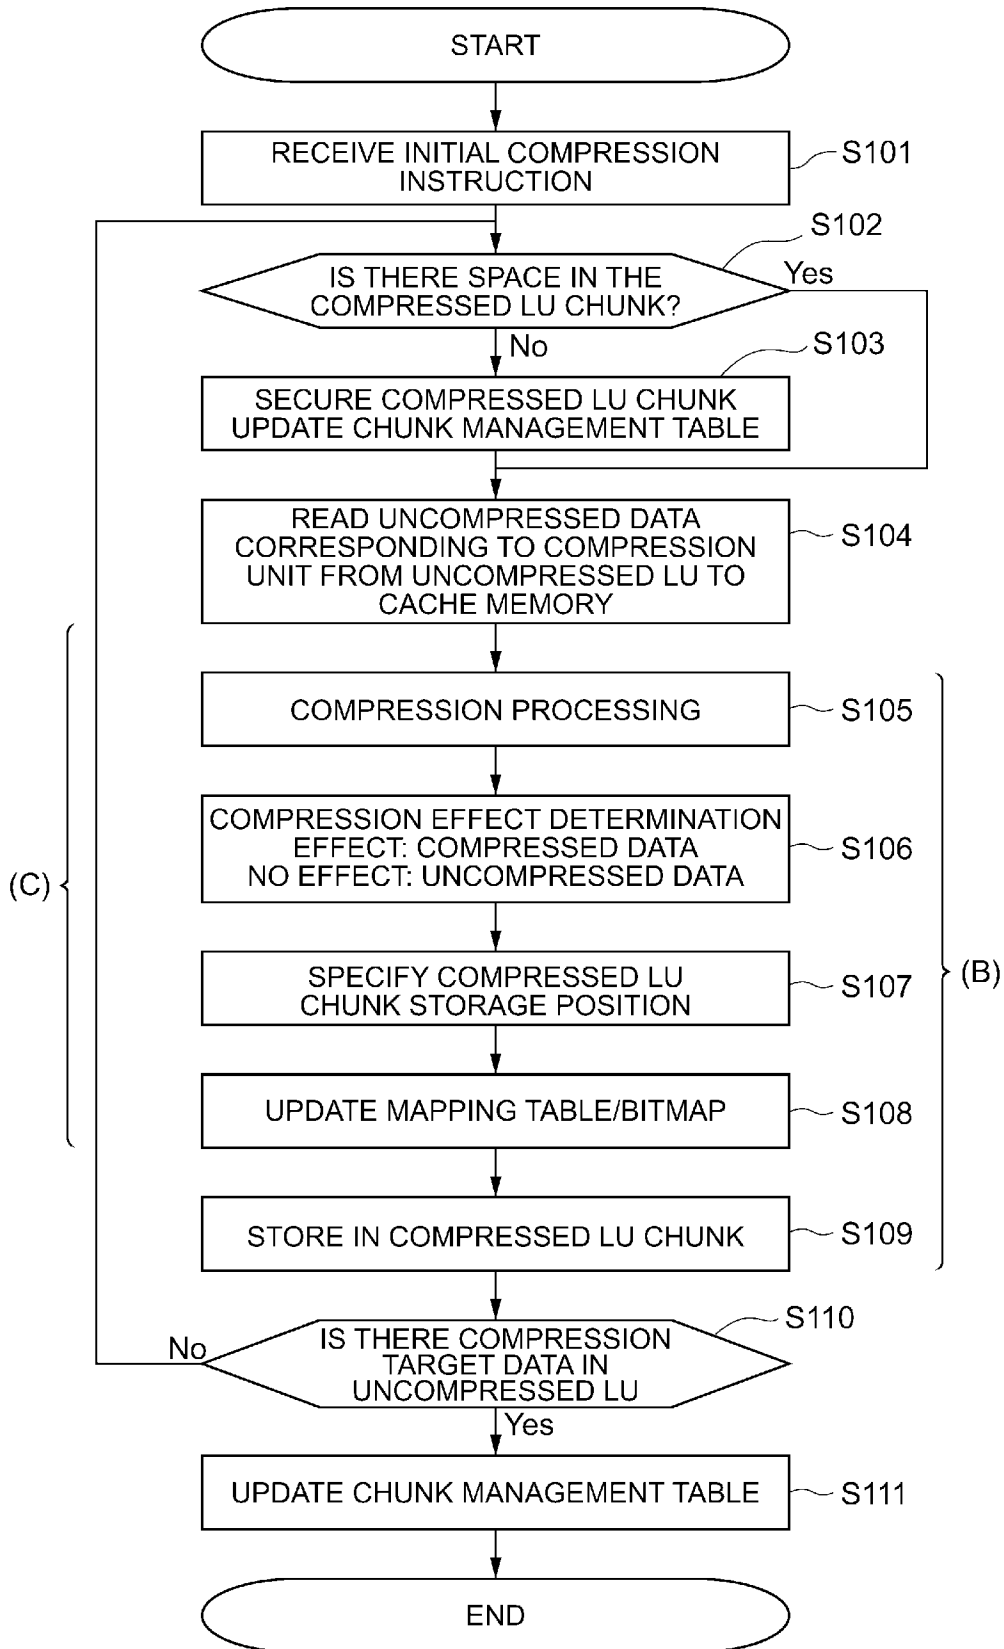 START
RECEIVE INITIAL COMPRESSION
INSTRUCTION
S101
S102
IS THERE SPACE IN THE
COMPRESSED LU CHUNK?
Yes
No
S103
SECURE COMPRESSED LU CHUNK
UPDATE CHUNK MANAGEMENT TABLE
READ UNCOMPRESSED DATA
CORRESPONDING TO COMPRESSION
UNIT FROM UNCOMPRESSED LU TO
CACHE MEMORY
S104
COMPRESSION PROCESSING
S105
COMPRESSION EFFECT DETERMINATION
EFFECT: COMPRESSED DATA
NO EFFECT: UNCOMPRESSED DATA
S106
(C)
SPECIFY COMPRESSED LU
CHUNK STORAGE POSITION
S107
(B)
UPDATE MAPPING TABLE/BITMAP
S108
STORE IN COMPRESSED LU CHUNK
S109
S110
IS THERE COMPRESSION
TARGET DATA IN
UNCOMPRESSED LU
No
Yes
UPDATE CHUNK MANAGEMENT TABLE
S111
END